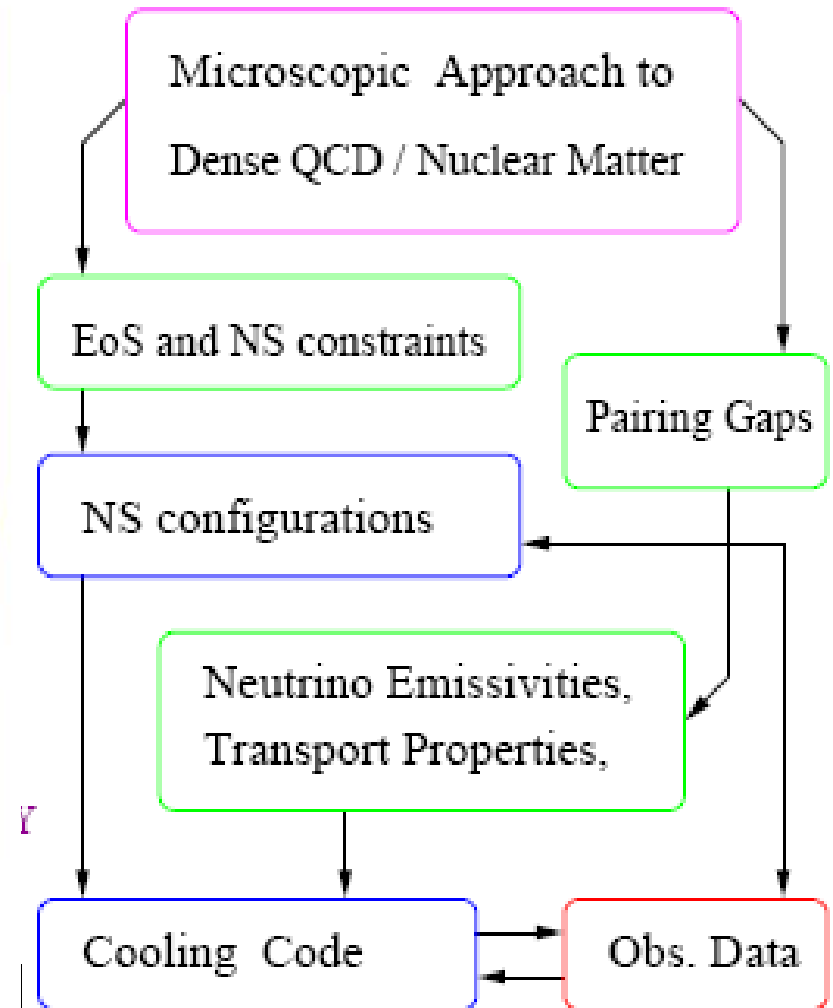 Microscopic Approach to
Dense QCD / Nuclear Matter
EoS and NS constraints
Pairing Gaps
NS configurations
Neutrino Emissivities,
Transport Properties,
Y
Cooling Code
Obs. Data